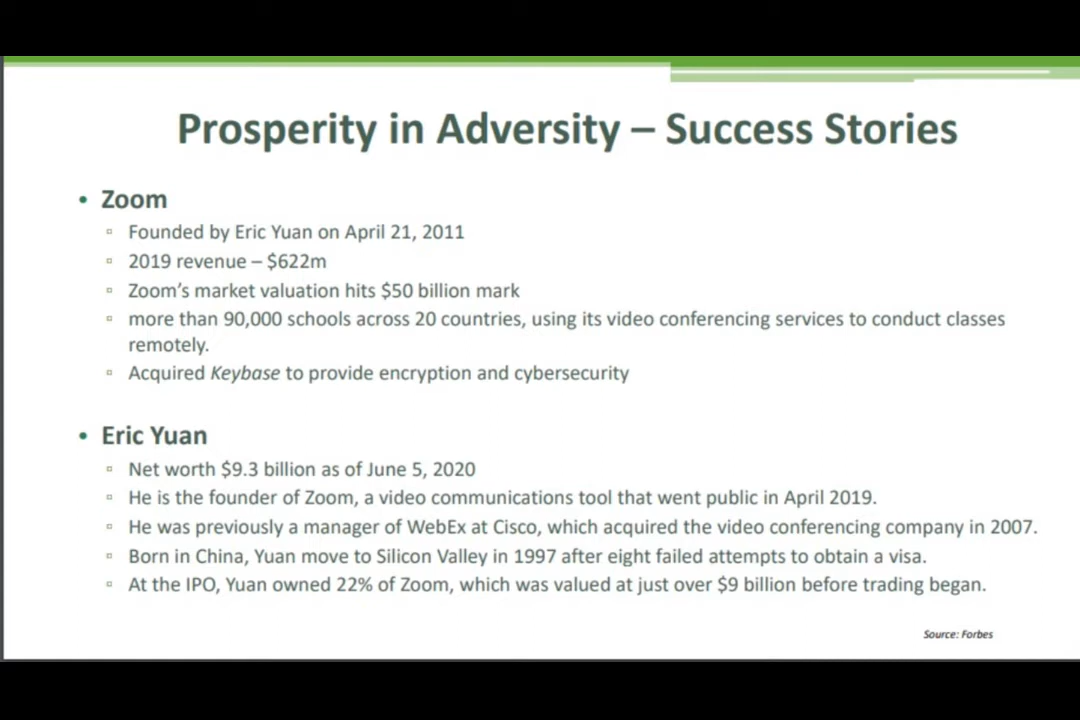 Prosperity in Adversity – Success Stories
• Zoom
▫ Founded by Eric Yuan on April 21, 2011
▫ 2019 revenue – $622m
▫ Zoom's market valuation hits $50 billion mark
▫ more than 90,000 schools across 20 countries, using its video conferencing services to conduct classes
remotely.
▫ Acquired Keybase to provide encryption and cybersecurity
• Eric Yuan
▫ Net worth $9.3 billion as of June 5, 2020
▫ He is the founder of Zoom, a video communications tool that went public in April 2019.
▫ He was previously a manager of WebEx at Cisco, which acquired the video conferencing company in 2007.
▫ Born in China, Yuan move to Silicon Valley in 1997 after eight failed attempts to obtain a visa.
▫ At the IPO, Yuan owned 22% of Zoom, which was valued at just over $9 billion before trading began.
Source: Forbes